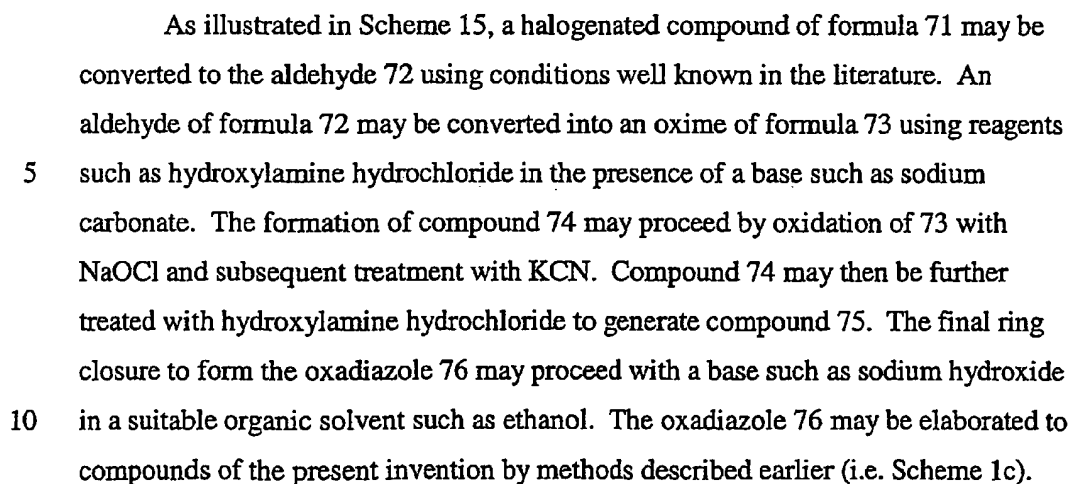 As illustrated in Scheme 15, a halogenated compound of formula 71 may be
converted to the aldehyde 72 using conditions well known in the literature. An
aldehyde of formula 72 may be converted into an oxime of formula 73 using reagents
5 such as hydroxylamine hydrochloride in the presence of a base such as sodium
carbonate. The formation of compound 74 may proceed by oxidation of 73 with
NaOCl and subsequent treatment with KCN. Compound 74 may then be further
treated with hydroxylamine hydrochloride to generate compound 75. The final ring
closure to form the oxadiazole 76 may proceed with a base such as sodium hydroxide
10 in a suitable organic solvent such as ethanol. The oxadiazole 76 may be elaborated to
compounds of the present invention by methods described earlier (i.e. Scheme 1c).